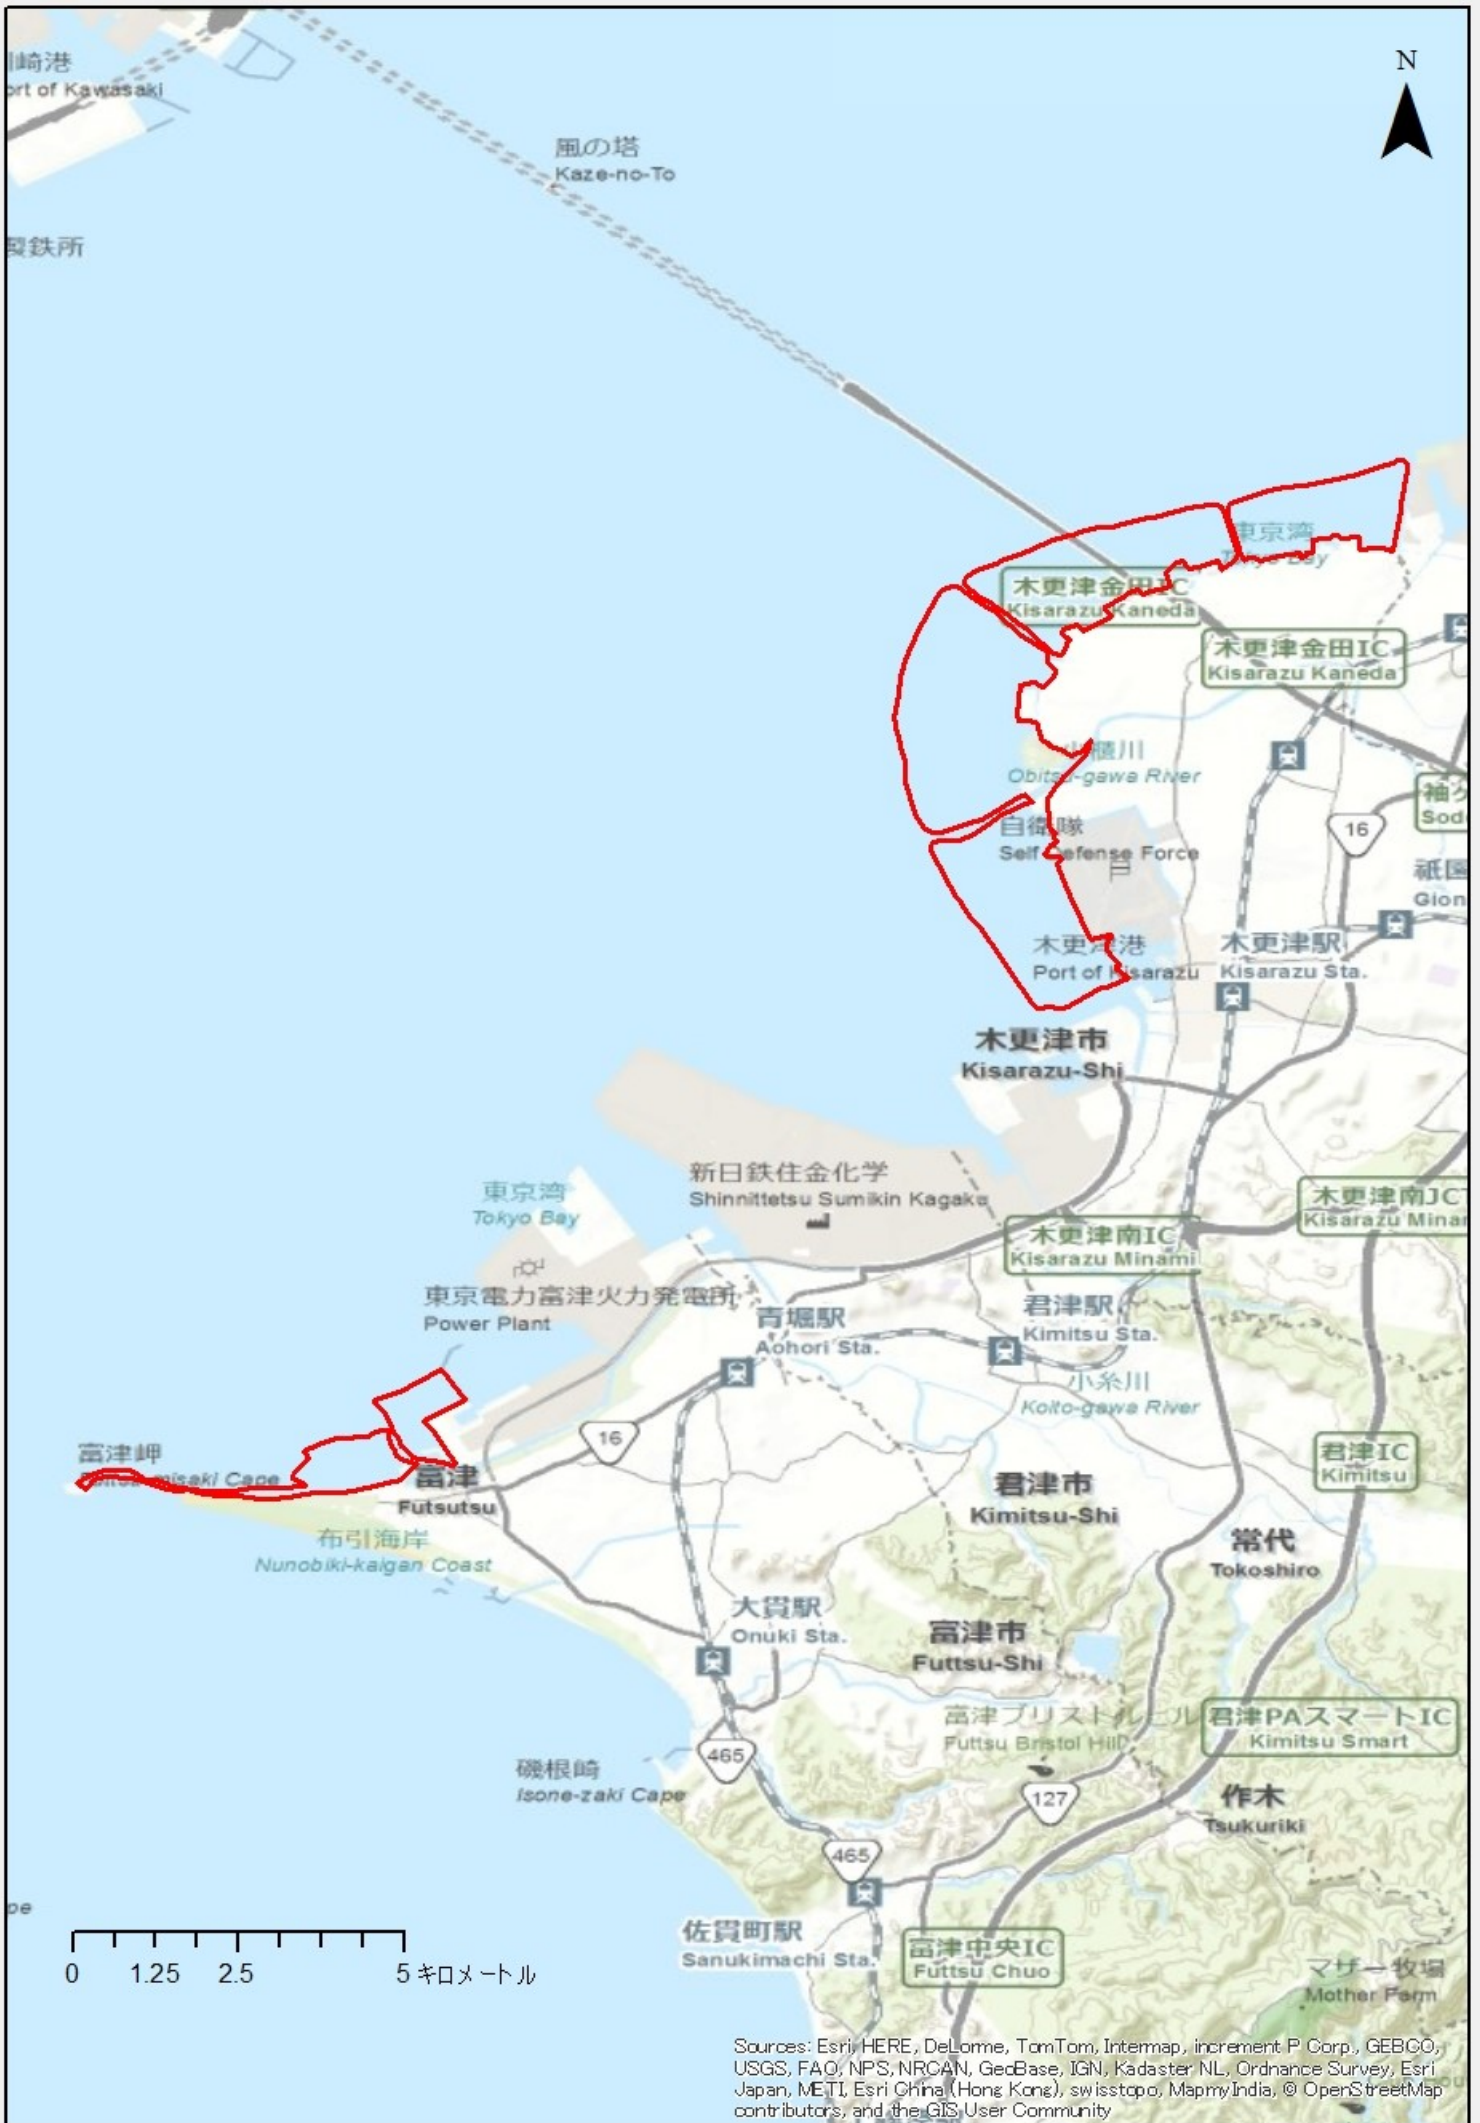 N
川崎港
ort of Kawasaki
風の塔
Kaze-no-To
製鉄所
東京湾
Tokyo Bay
木更津金田IC
Kisarazu Kaneda
木更津金田IC
Kisarazu Kaneda
小櫃川
Obitsu-gawa River
袖ケ
Sod
16
自衛隊
Self Defense Force
祇園
Gion
木更津港
Port of Kisarazu
木更津駅
Kisarazu Sta.
木更津市
Kisarazu-Shi
新日鉄住金化学
Shinnittetsu Sumikin Kagaku
東京湾
Tokyo Bay
木更津南JCT
Kisarazu Minar
木更津南IC
Kisarazu Minami
東京電力富津火力発電所
Power Plant
青堀駅
Aohori Sta.
君津駅
Kimitsu Sta.
小糸川
Koito-gawa River
16
富津岬
misaki Cape
富津
Futsutsu
君津IC
Kimitsu
君津市
Kimitsu-Shi
布引海岸
Nunobiki-kaigan Coast
常代
Tokoshiro
大貫駅
Onuki Sta.
富津市
Futtsu-Shi
富津ブリストルヒル
Futtsu Bristol Hill
君津PAスマートIC
Kimitsu Smart
465
磯根崎
Isone-zaki Cape
127
作木
Tsukuriki
465
pe
佐貫町駅
Sanukimachi Sta.
富津中央IC
Futtsu Chuo
マザー牧場
Mother Farm
0 1.25 2.5 5 キロメートル
Sources: Esri, HERE, DeLorme, TomTom, Intermap, increment P Corp., GEBCO,
USGS, FAO, NPS, NRCAN, GeoBase, IGN, Kadaster NL, Ordnance Survey, Esri
Japan, METI, Esri China (Hong Kong), swisstopo, MapmyIndia, © OpenStreetMap
contributors, and the GIS User Community